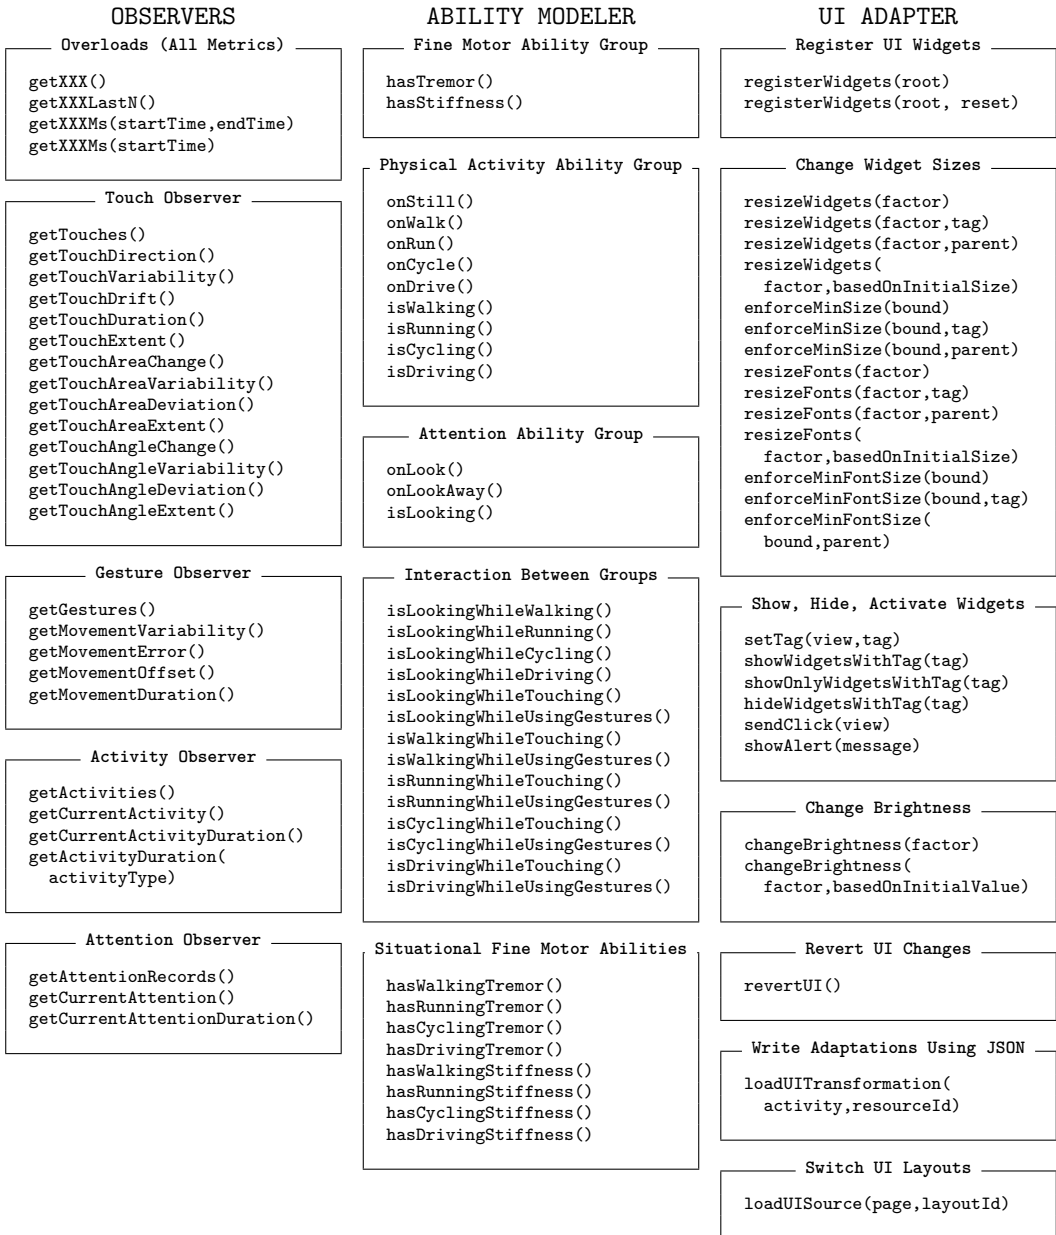 OBSERVERS
Overloads (All Metrics)
getXXX()
getXXXLastN()
getXXXMs(startTime,endTime)
getXXXMs(startTime)
Touch Observer
getTouches()
getTouchDirection()
getTouchVariability()
getTouchDrift()
getTouchDuration()
getTouchExtent()
getTouchAreaChange()
getTouchAreaVariability()
getTouchAreaDeviation()
getTouchAreaExtent()
getTouchAngleChange()
getTouchAngleVariability()
getTouchAngleDeviation()
getTouchAngleExtent()
Gesture Observer
getGestures()
getMovementVariability()
getMovementError()
getMovementOffset()
getMovementDuration()
Activity Observer
getActivities()
getCurrentActivity()
getCurrentActivityDuration()
getActivityDuration(
activityType)
Attention Observer
getAttentionRecords()
getCurrentAttention()
getCurrentAttentionDuration()
ABILITY MODELER
Fine Motor Ability Group
hasTremor()
hasStiffness()
Physical Activity Ability Group
onStill()
onWalk()
onRun()
onCycle()
onDrive()
isWalking()
isRunning()
isCycling()
isDriving()
Attention Ability Group
onLook()
onLookAway()
isLooking()
Interaction Between Groups
isLookingWhileWalking()
isLookingWhileRunning()
isLookingWhileCycling()
isLookingWhileDriving()
isLookingWhileTouching()
isLookingWhileUsingGestures()
isWalkingWhileTouching()
isWalkingWhileUsingGestures()
isRunningWhileTouching()
isRunningWhileUsingGestures()
isCyclingWhileTouching()
isCyclingWhileUsingGestures()
isDrivingWhileTouching()
isDrivingWhileUsingGestures()
Situational Fine Motor Abilities
hasWalkingTremor()
hasRunningTremor()
hasCyclingTremor()
hasDrivingTremor()
hasWalkingStiffness()
hasRunningStiffness()
hasCyclingStiffness()
hasDrivingStiffness()
UI ADAPTER
Register UI Widgets
registerWidgets(root)
registerWidgets(root, reset)
Change Widget Sizes
resizeWidgets(factor)
resizeWidgets(factor,tag)
resizeWidgets(factor,parent)
resizeWidgets(
factor,basedOnInitialSize)
enforceMinSize(bound)
enforceMinSize(bound,tag)
enforceMinSize(bound,parent)
resizeFonts(factor)
resizeFonts(factor,tag)
resizeFonts(factor,parent)
resizeFonts(
factor,basedOnInitialSize)
enforceMinFontSize(bound)
enforceMinFontSize(bound,tag)
enforceMinFontSize(
bound,parent)
Show, Hide, Activate Widgets
setTag(view,tag)
showWidgetsWithTag(tag)
showOnlyWidgetsWithTag(tag)
hideWidgetsWithTag(tag)
sendClick(view)
showAlert(message)
Change Brightness
changeBrightness(factor)
changeBrightness(
factor,basedOnInitialValue)
Revert UI Changes
revertUI()
Write Adaptations Using JSON
loadUITransformation(
activity,resourceId)
Switch UI Layouts
loadUISource(page,layoutId)